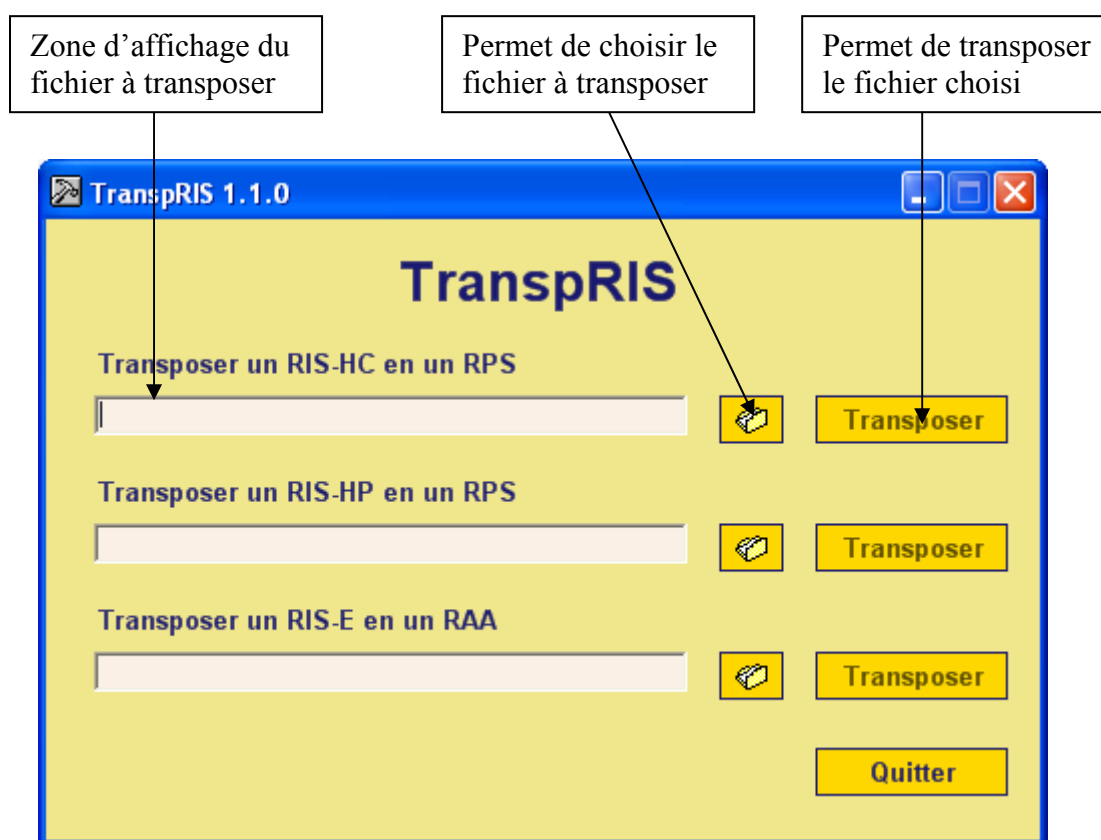 Zone d’affichage du
fichier à transposer
Permet de choisir le
fichier à transposer
Permet de transposer
le fichier choisi
TranspRIS 1.1.0
TranspRIS
Transposer un RIS-HC en un RPS
Transposer
Transposer un RIS-HP en un RPS
Transposer
Transposer un RIS-E en un RAA
Transposer
Quitter